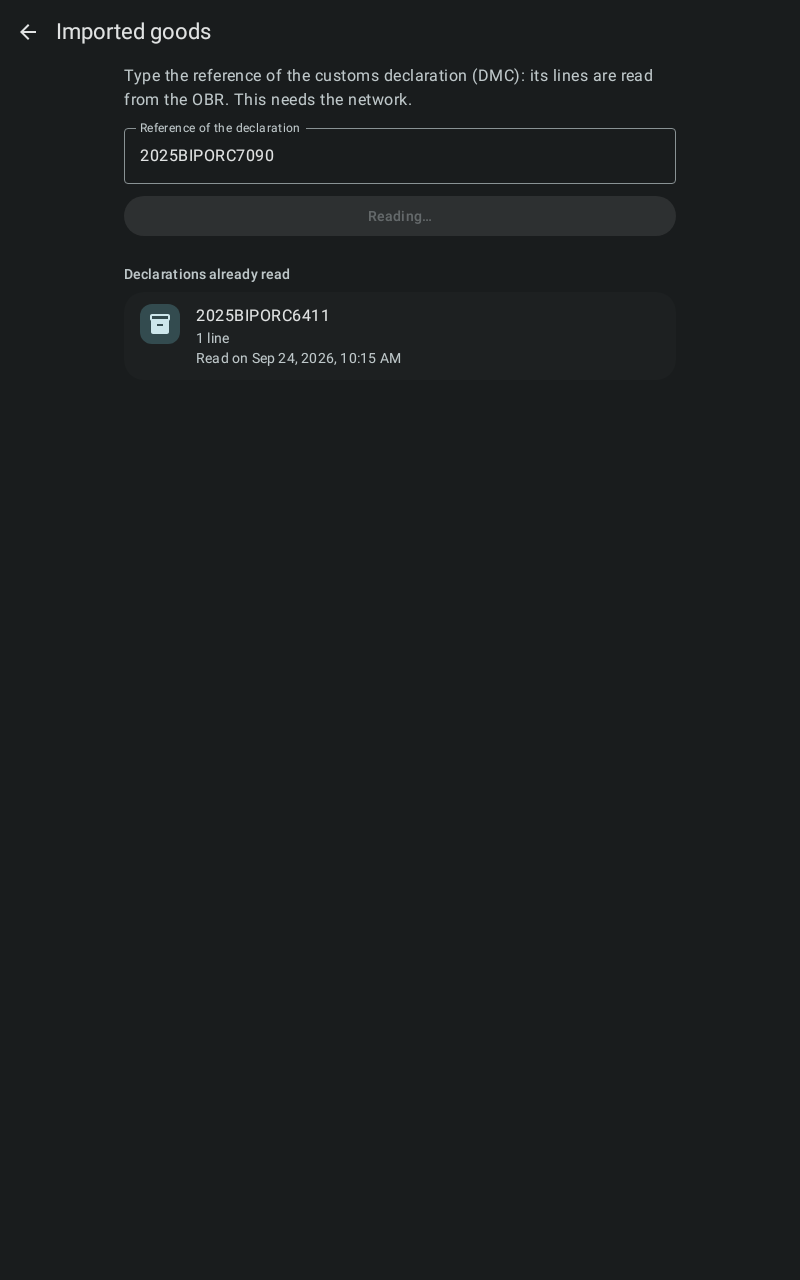 Imported goods
Type the reference of the customs declaration (DMC): its lines are read
from the OBR. This needs the network.
Reference of the declaration
2025BIPORC7090
Reading…
Declarations already read
2025BIPORC6411
1 line
Read on Sep 24, 2026, 10:15 AM